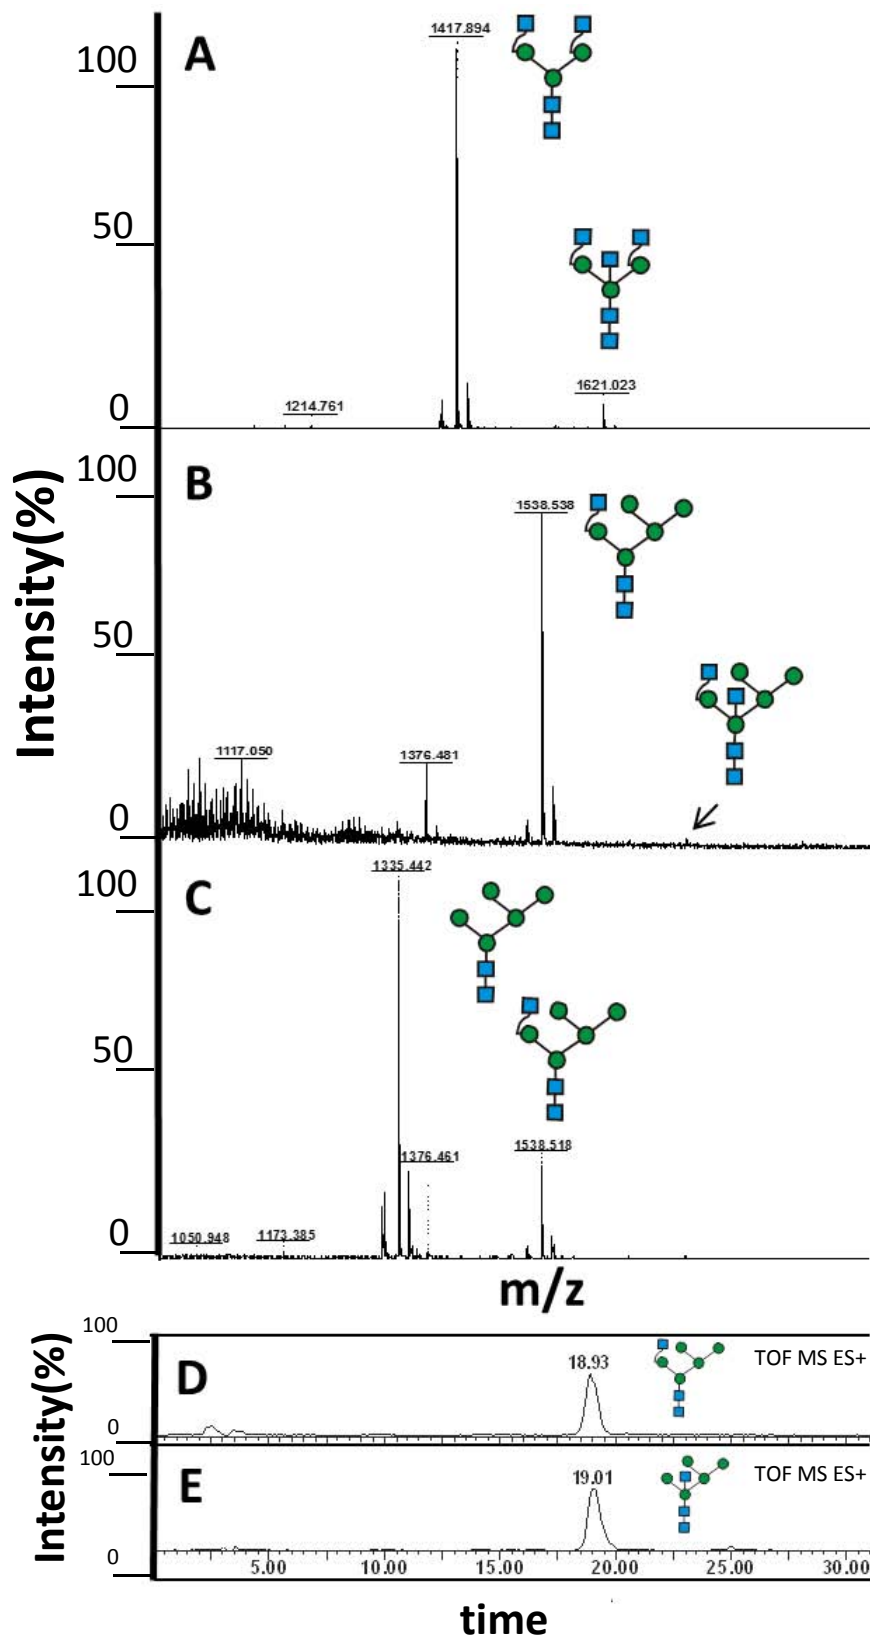 A
1417.894
100
50
1214.761
1621.023
0
B
100
1538.538
50
1117.050
1376.481
0
C
1335.442
100
50
1376.461
1538.518
1050.948
1173.385
0
Intensity(%)
m/z
100
D
18.93
TOF MS ES+
0
100
E
19.01
TOF MS ES+
0
5.00 10.00 15.00 20.00 25.00 30.00
Intensity(%)
time